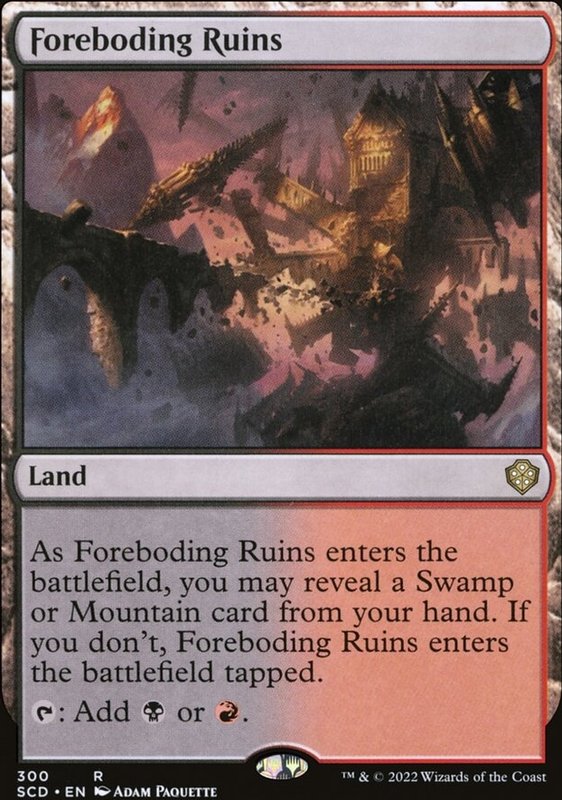 Foreboding Ruins
Land
As Foreboding Ruins enters the
battlefield, you may reveal a Swamp
or Mountain card from your hand. If
you don't, Foreboding Ruins enters
the battlefield tapped.
: Add or .
300 R
SCD • EN Adam Paquette
™ & © 2022 Wizards of the Coast